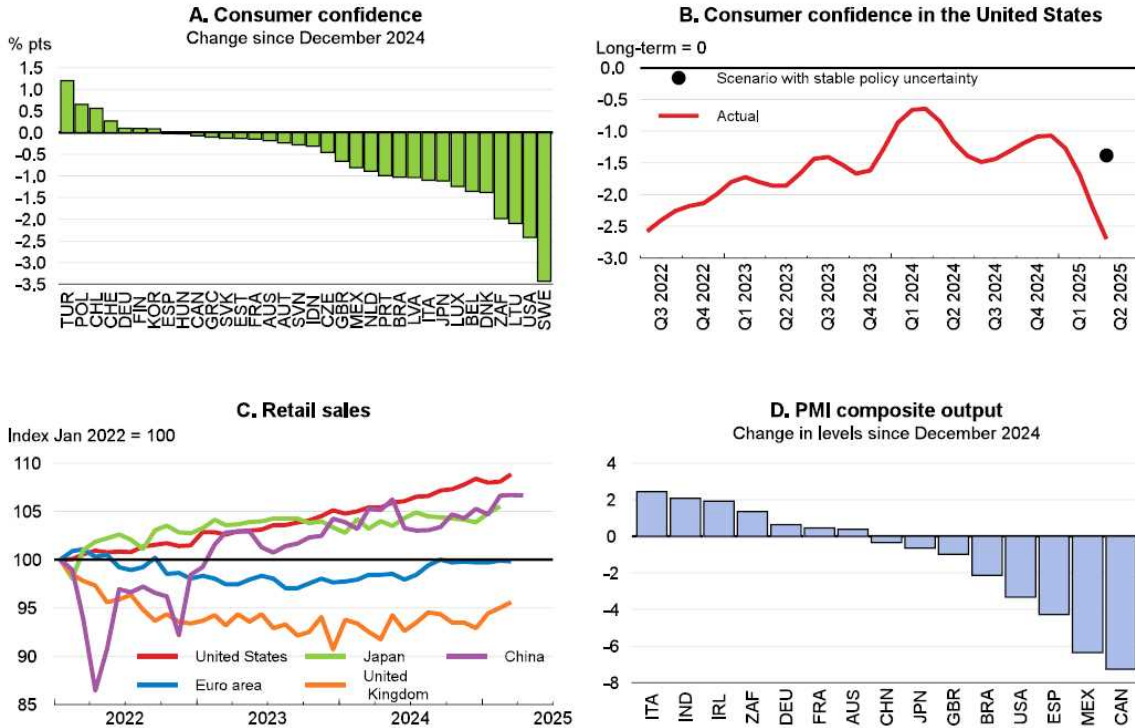 A. Consumer confidence
Change since December 2024
% pts
1.5
1.0
0.5
0.0
-0.5
-1.0
-1.5
-2.0
-2.5
-3.0
-3.5
TUR
POL
CHL
CHE
DEU
FIN
KOR
ESP
HUN
HAN
GRC
SVK
EST
FRA
AUS
AUT
SVN
IDN
CZE
GBR
MEX
NLD
PRT
BRA
LVA
ITA
JPN
LUX
BEL
DNK
ZAF
LTU
USA
SWE
B. Consumer confidence in the United States
Long-term = 0
0.0
-0.5
-1.0
-1.5
-2.0
-2.5
-3.0
Scenario with stable policy uncertainty
Actual
Q3 2022
Q4 2022
Q1 2023
Q2 2023
Q3 2023
Q4 2023
Q1 2024
Q2 2024
Q3 2024
Q4 2024
Q1 2025
Q2 2025
C. Retail sales
Index Jan 2022 = 100
110
105
100
95
90
85
United States
Japan
China
Euro area
United
Kingdom
2022
2023
2024
2025
D. PMI composite output
Change in levels since December 2024
4
2
0
-2
-4
-6
-8
ITA
IND
IRL
ZAF
DEU
FRA
AUS
CHN
JPN
GBR
BRA
USA
ESP
MEX
CAN